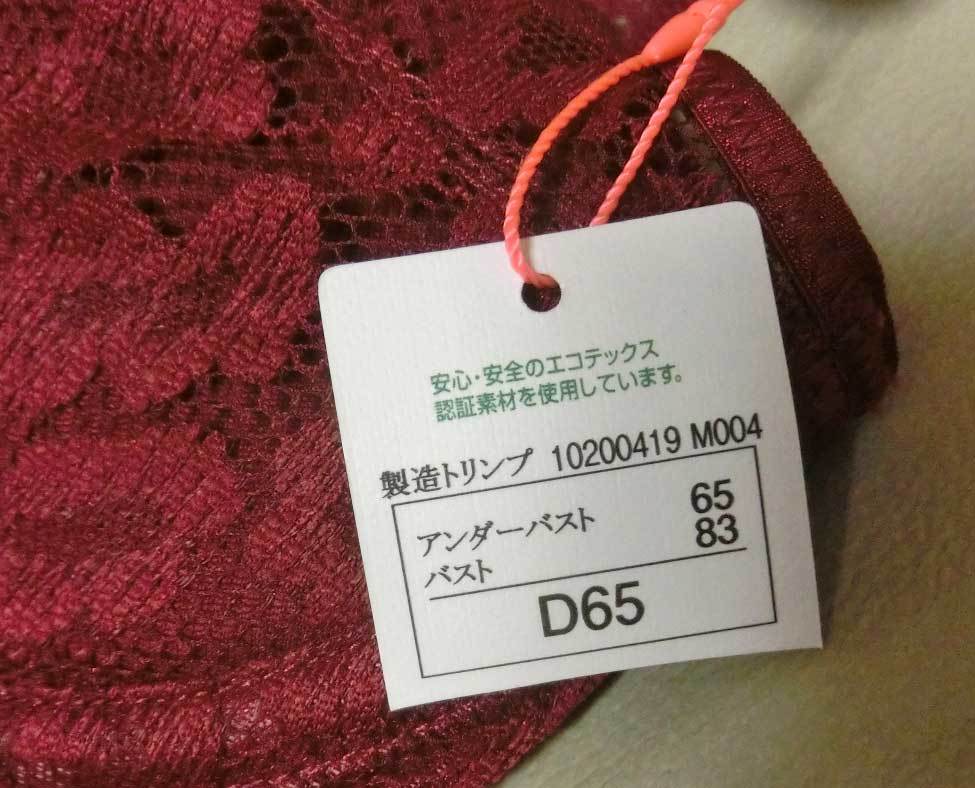 安心・安全のエコテックス
認証素材を使用しています。
製造トリンプ 10200419 M004
アンダーバスト 65
バスト 83
D65